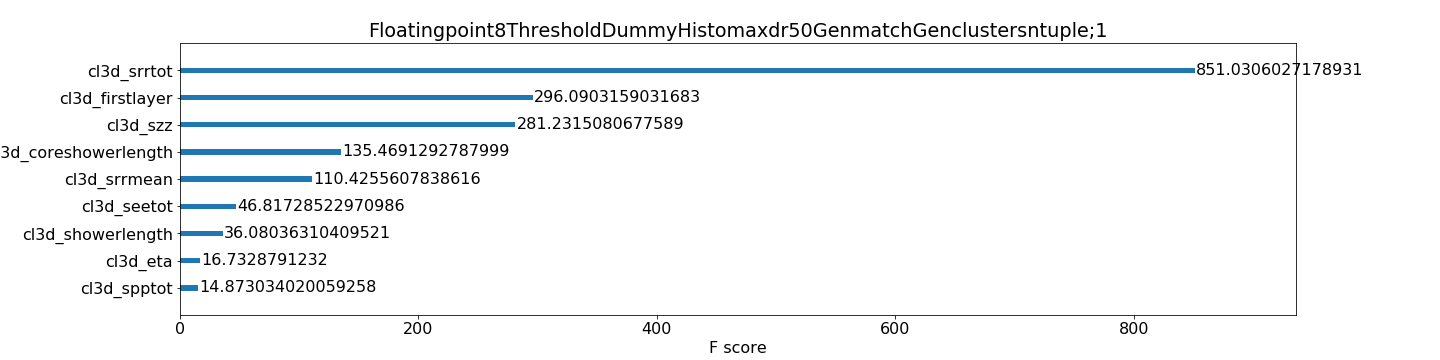 Floatingpoint8ThresholdDummyHistomaxdr50GenmatchGenclustersntuple;1
cl3d_srrtot 851.0306027178931
cl3d_firstlayer 296.0903159031683
cl3d_szz 281.2315080677589
3d_coreshowerlength 135.4691292787999
cl3d_srrmean 110.4255607838616
cl3d_seetot 46.81728522970986
cl3d_showerlength 36.08036310409521
cl3d_eta 16.7328791232
cl3d_spptot 14.873034020059258
0 200 400 600 800
F score